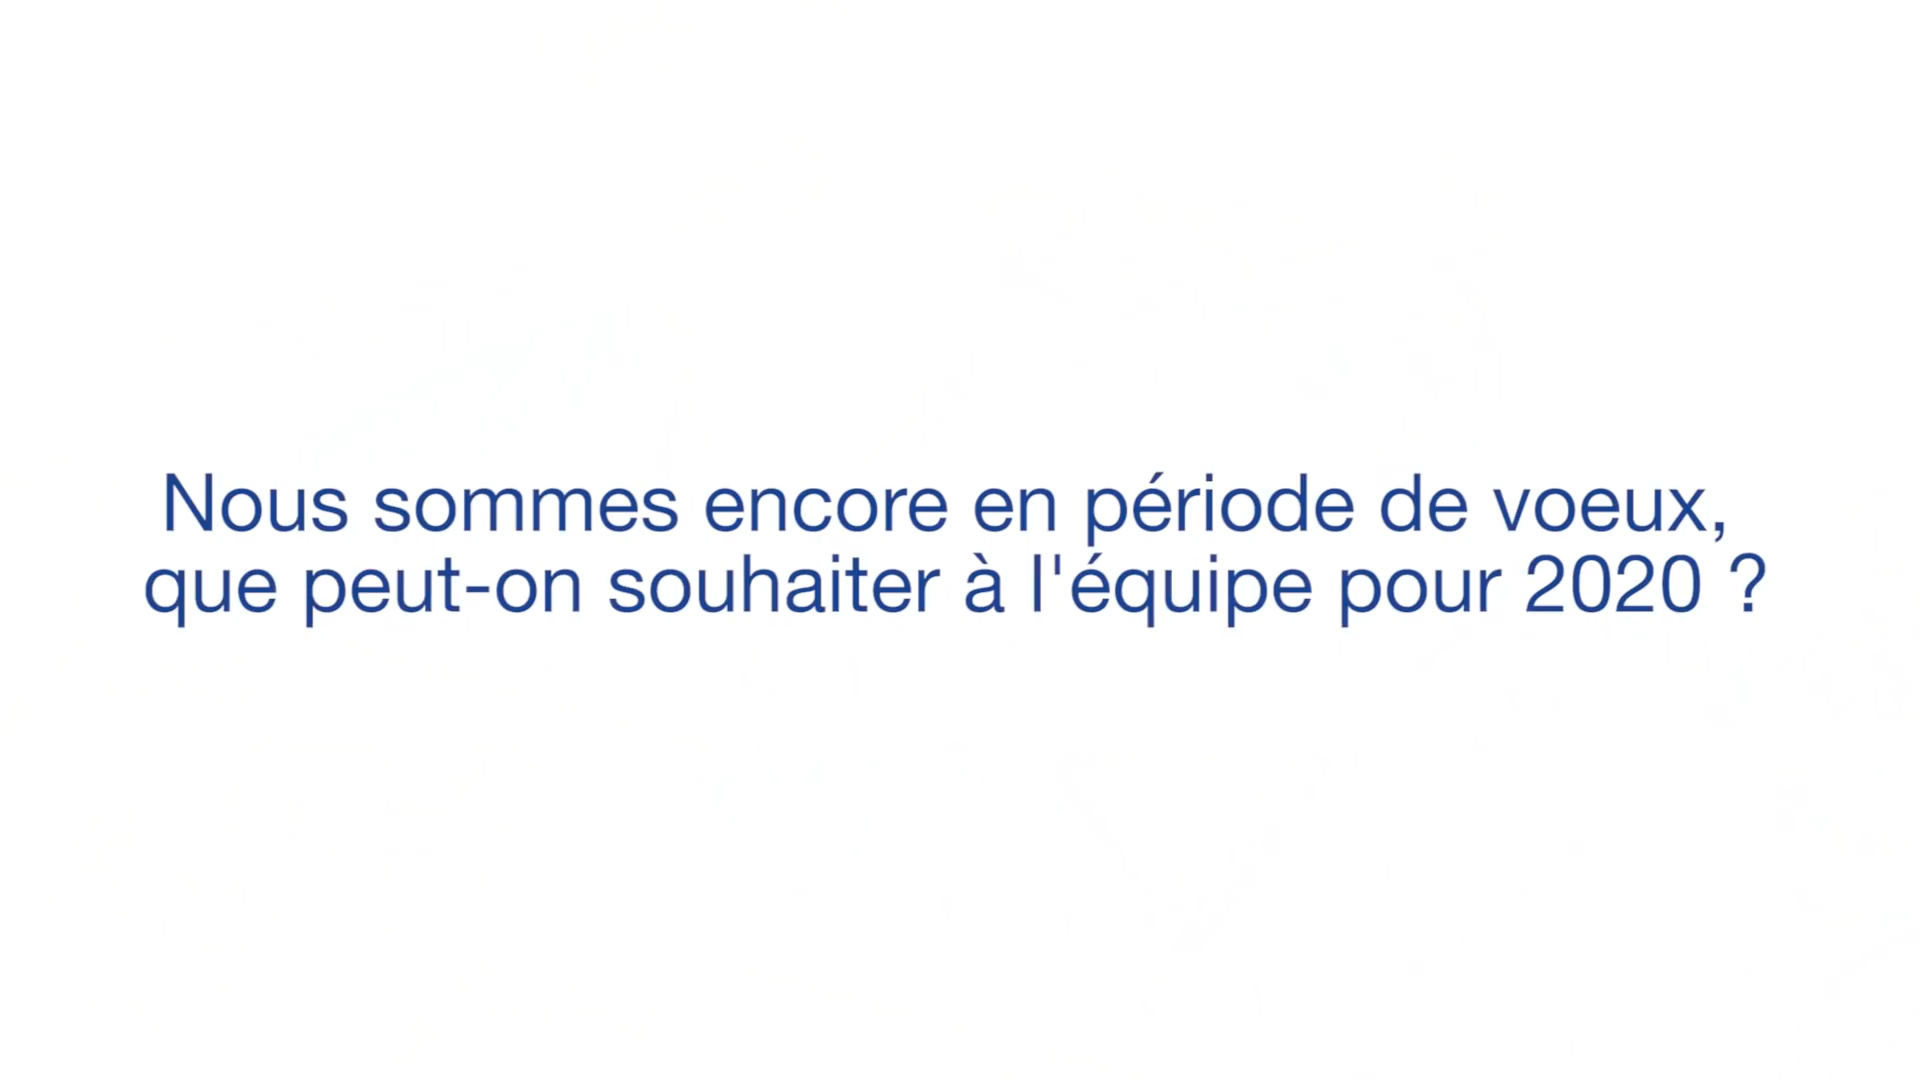 Nous sommes encore en période de voeux,
que peut-on souhaiter à l'équipe pour 2020 ?